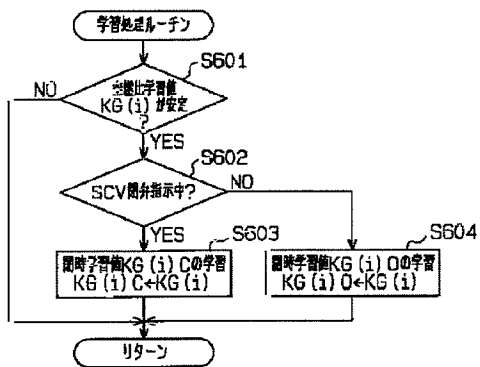 学習処理ルーチン
S601
空燃比学習値
KG(i)が安定
?
NO
YES
S602
SCV閉弁指示中?
NO
YES
S603
閉時学習値KG(i)Cの学習
KG(i)C←KG(i)
S604
開時学習値KG(i)Oの学習
KG(i)O←KG(i)
リターン